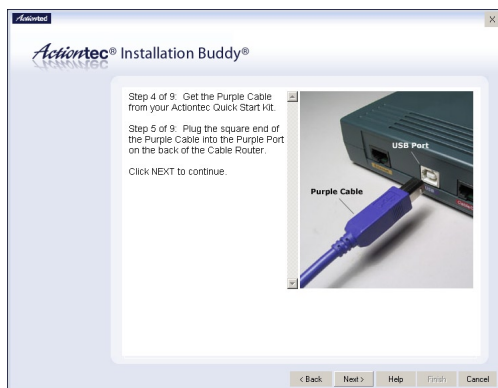 Actiontec
X
Actiontec® Installation Buddy®
Step 4 of 9: Get the Purple Cable
from your Actiontec Quick Start Kit.
Step 5 of 9: Plug the square end of
the Purple Cable into the Purple Port
on the back of the Cable Router.
Click NEXT to continue.
USB Port
Purple Cable
< Back Next > Help Finish Cancel